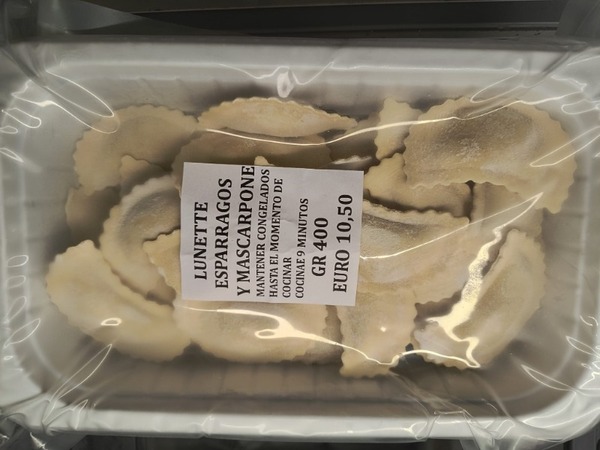 LUNETTE
ESPARRAGOS
Y MASCARPONE
MANTENER CONGELADOS
HASTA EL MOMENTO DE
COCINAR
COCINAE 9 MINUTOS
GR 400
EURO 10,50